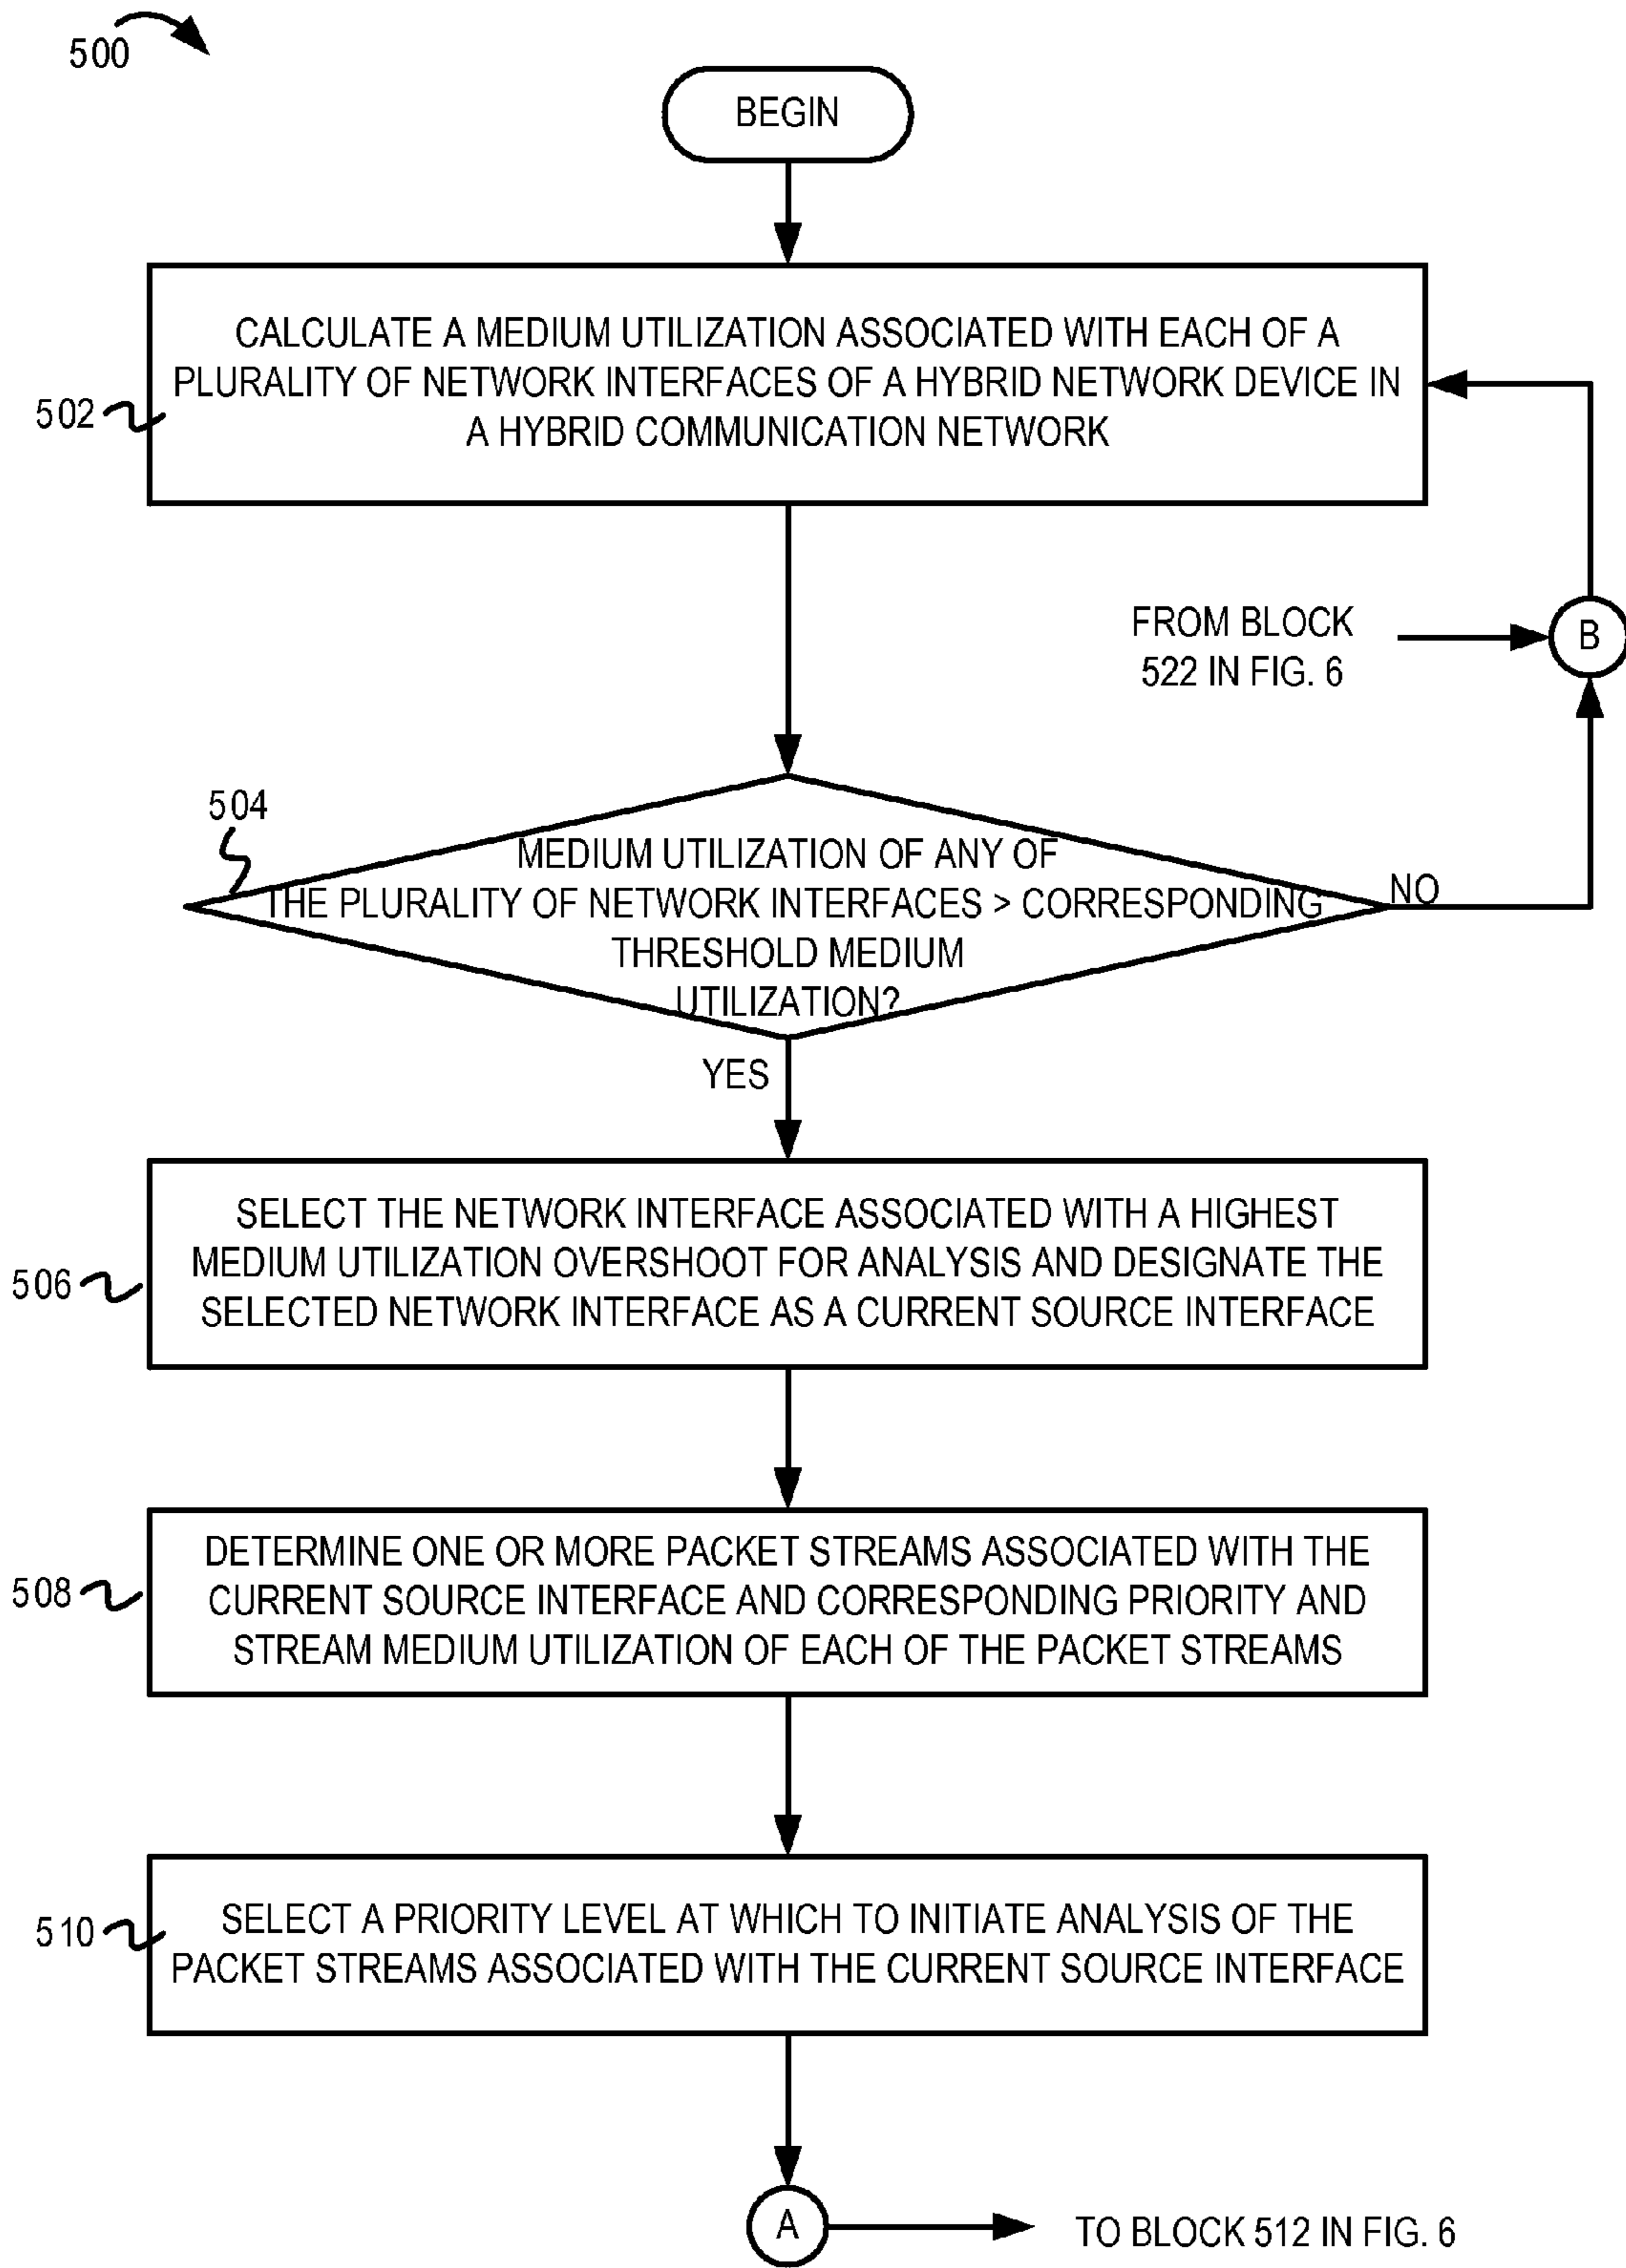 500
BEGIN
CALCULATE A MEDIUM UTILIZATION ASSOCIATED WITH EACH OF A
PLURALITY OF NETWORK INTERFACES OF A HYBRID NETWORK DEVICE IN
A HYBRID COMMUNICATION NETWORK
502
FROM BLOCK
522 IN FIG. 6
B
504
MEDIUM UTILIZATION OF ANY OF
THE PLURALITY OF NETWORK INTERFACES > CORRESPONDING
THRESHOLD MEDIUM
UTILIZATION?
NO
YES
SELECT THE NETWORK INTERFACE ASSOCIATED WITH A HIGHEST
MEDIUM UTILIZATION OVERSHOOT FOR ANALYSIS AND DESIGNATE THE
SELECTED NETWORK INTERFACE AS A CURRENT SOURCE INTERFACE
506
DETERMINE ONE OR MORE PACKET STREAMS ASSOCIATED WITH THE
CURRENT SOURCE INTERFACE AND CORRESPONDING PRIORITY AND
STREAM MEDIUM UTILIZATION OF EACH OF THE PACKET STREAMS
508
SELECT A PRIORITY LEVEL AT WHICH TO INITIATE ANALYSIS OF THE
PACKET STREAMS ASSOCIATED WITH THE CURRENT SOURCE INTERFACE
510
A
TO BLOCK 512 IN FIG. 6